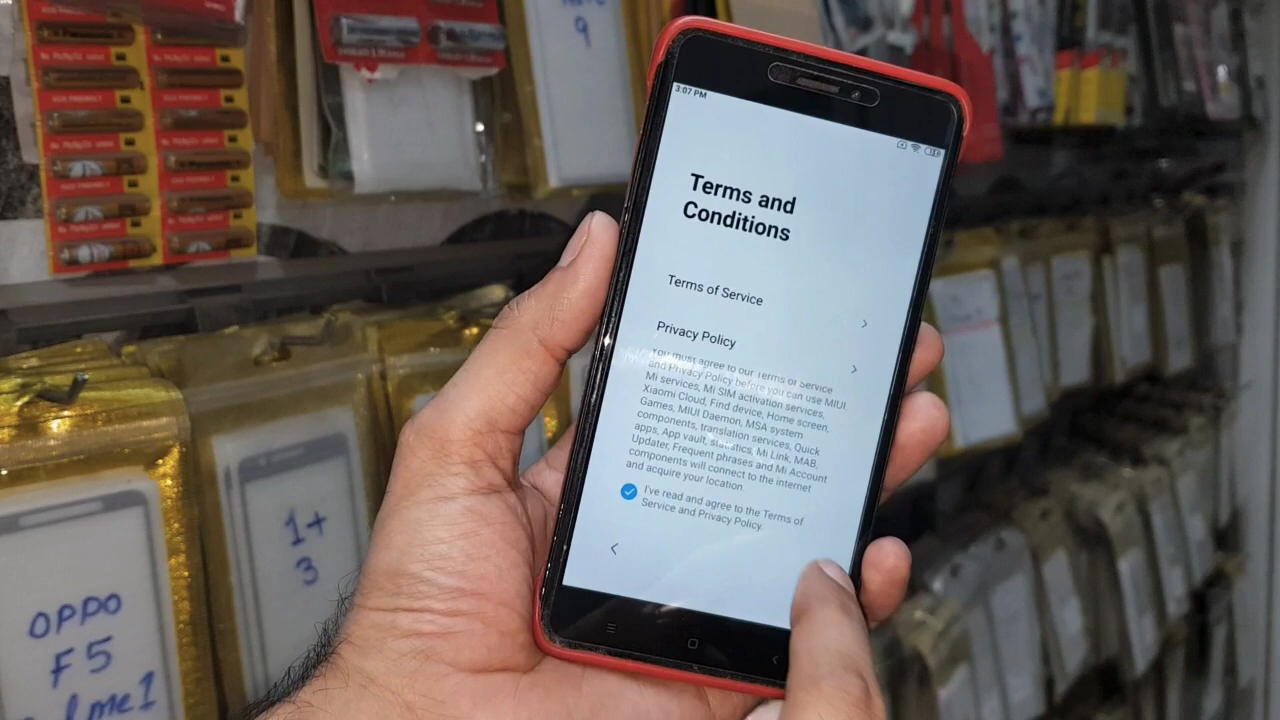 9
3:07 PM
Terms and
Conditions
Terms of Service
Privacy Policy
You must agree to our Terms of Service
and Privacy Policy before you can use MIUI.
Mi services, Mi SIM activation services,
Xiaomi Cloud, Find device, Home screen,
Games, MIUI Daemon, MSA system
components, translation services, Quick
apps, App vault, statistics, Mi Link, MAB,
Updater, Frequent phrases and Mi Account
components will connect to the internet
and acquire your location.
I've read and agree to the Terms of
Service and Privacy Policy.
1+
3
OPPO
F5